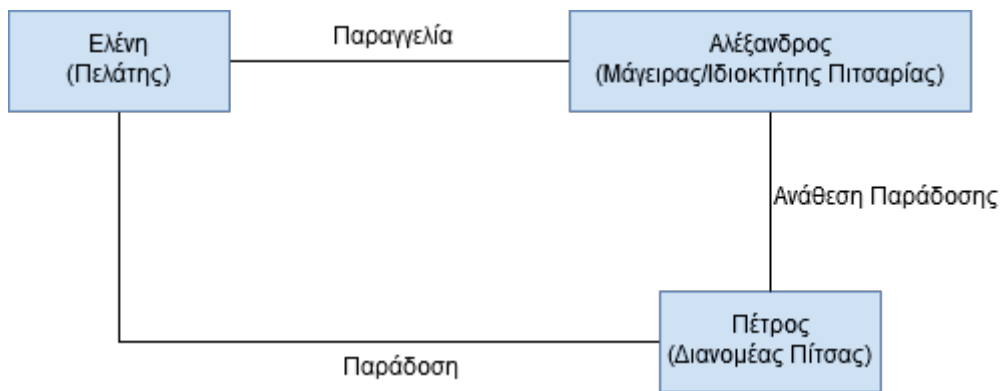 Ελένη
(Πελάτης)
Παραγγελία
Αλέξανδρος
(Μάγειρας/Ιδιοκτήτης Πιτσαρίας)
Ανάθεση Παράδοσης
Πέτρος
(Διανομέας Πίτσας)
Παράδοση